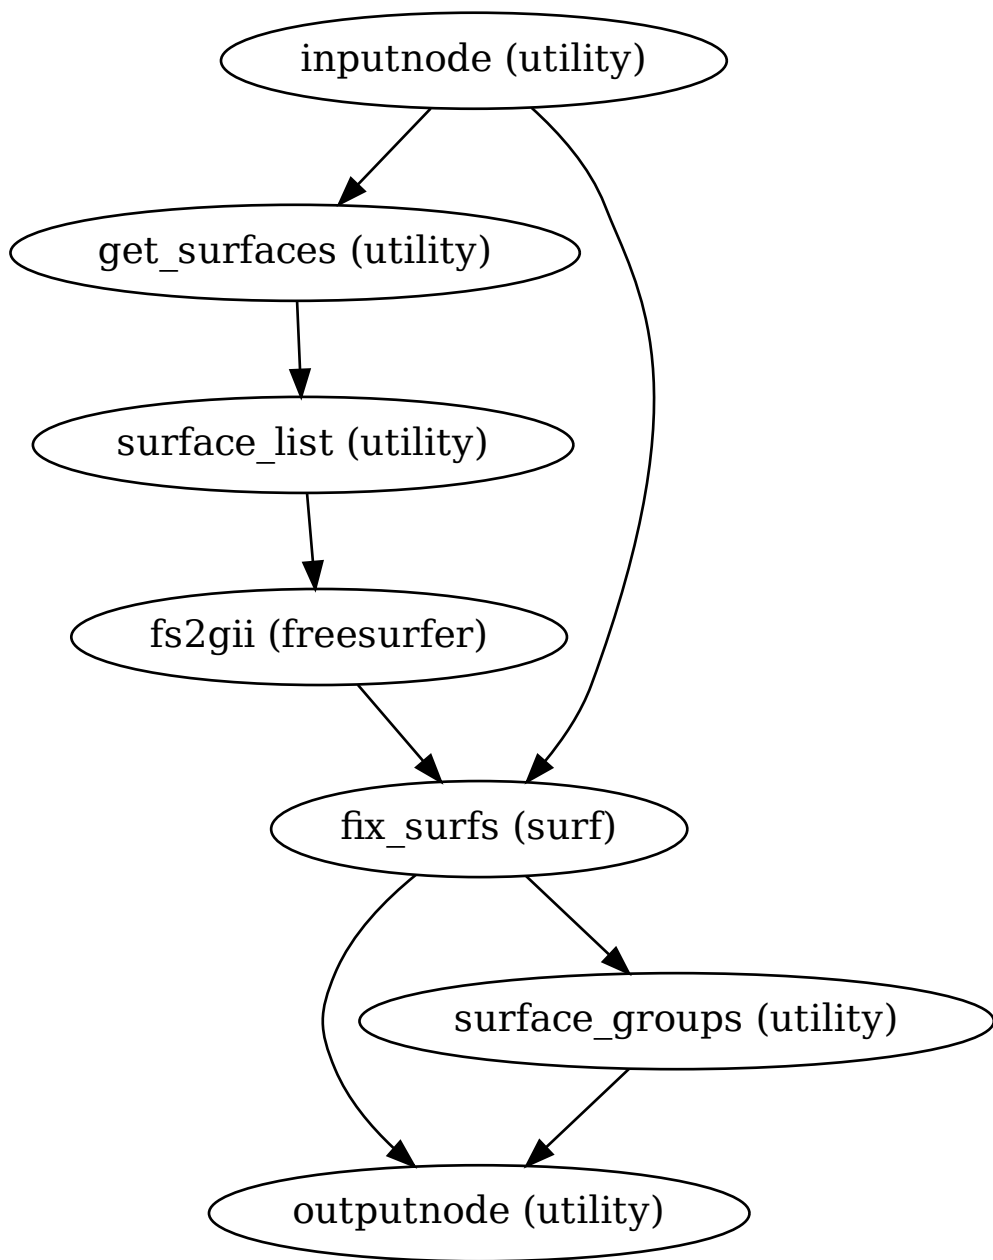 inputnode (utility)
get_surfaces (utility)
surface_list (utility)
fs2gii (freesurfer)
fix_surfs (surf)
surface_groups (utility)
outputnode (utility)